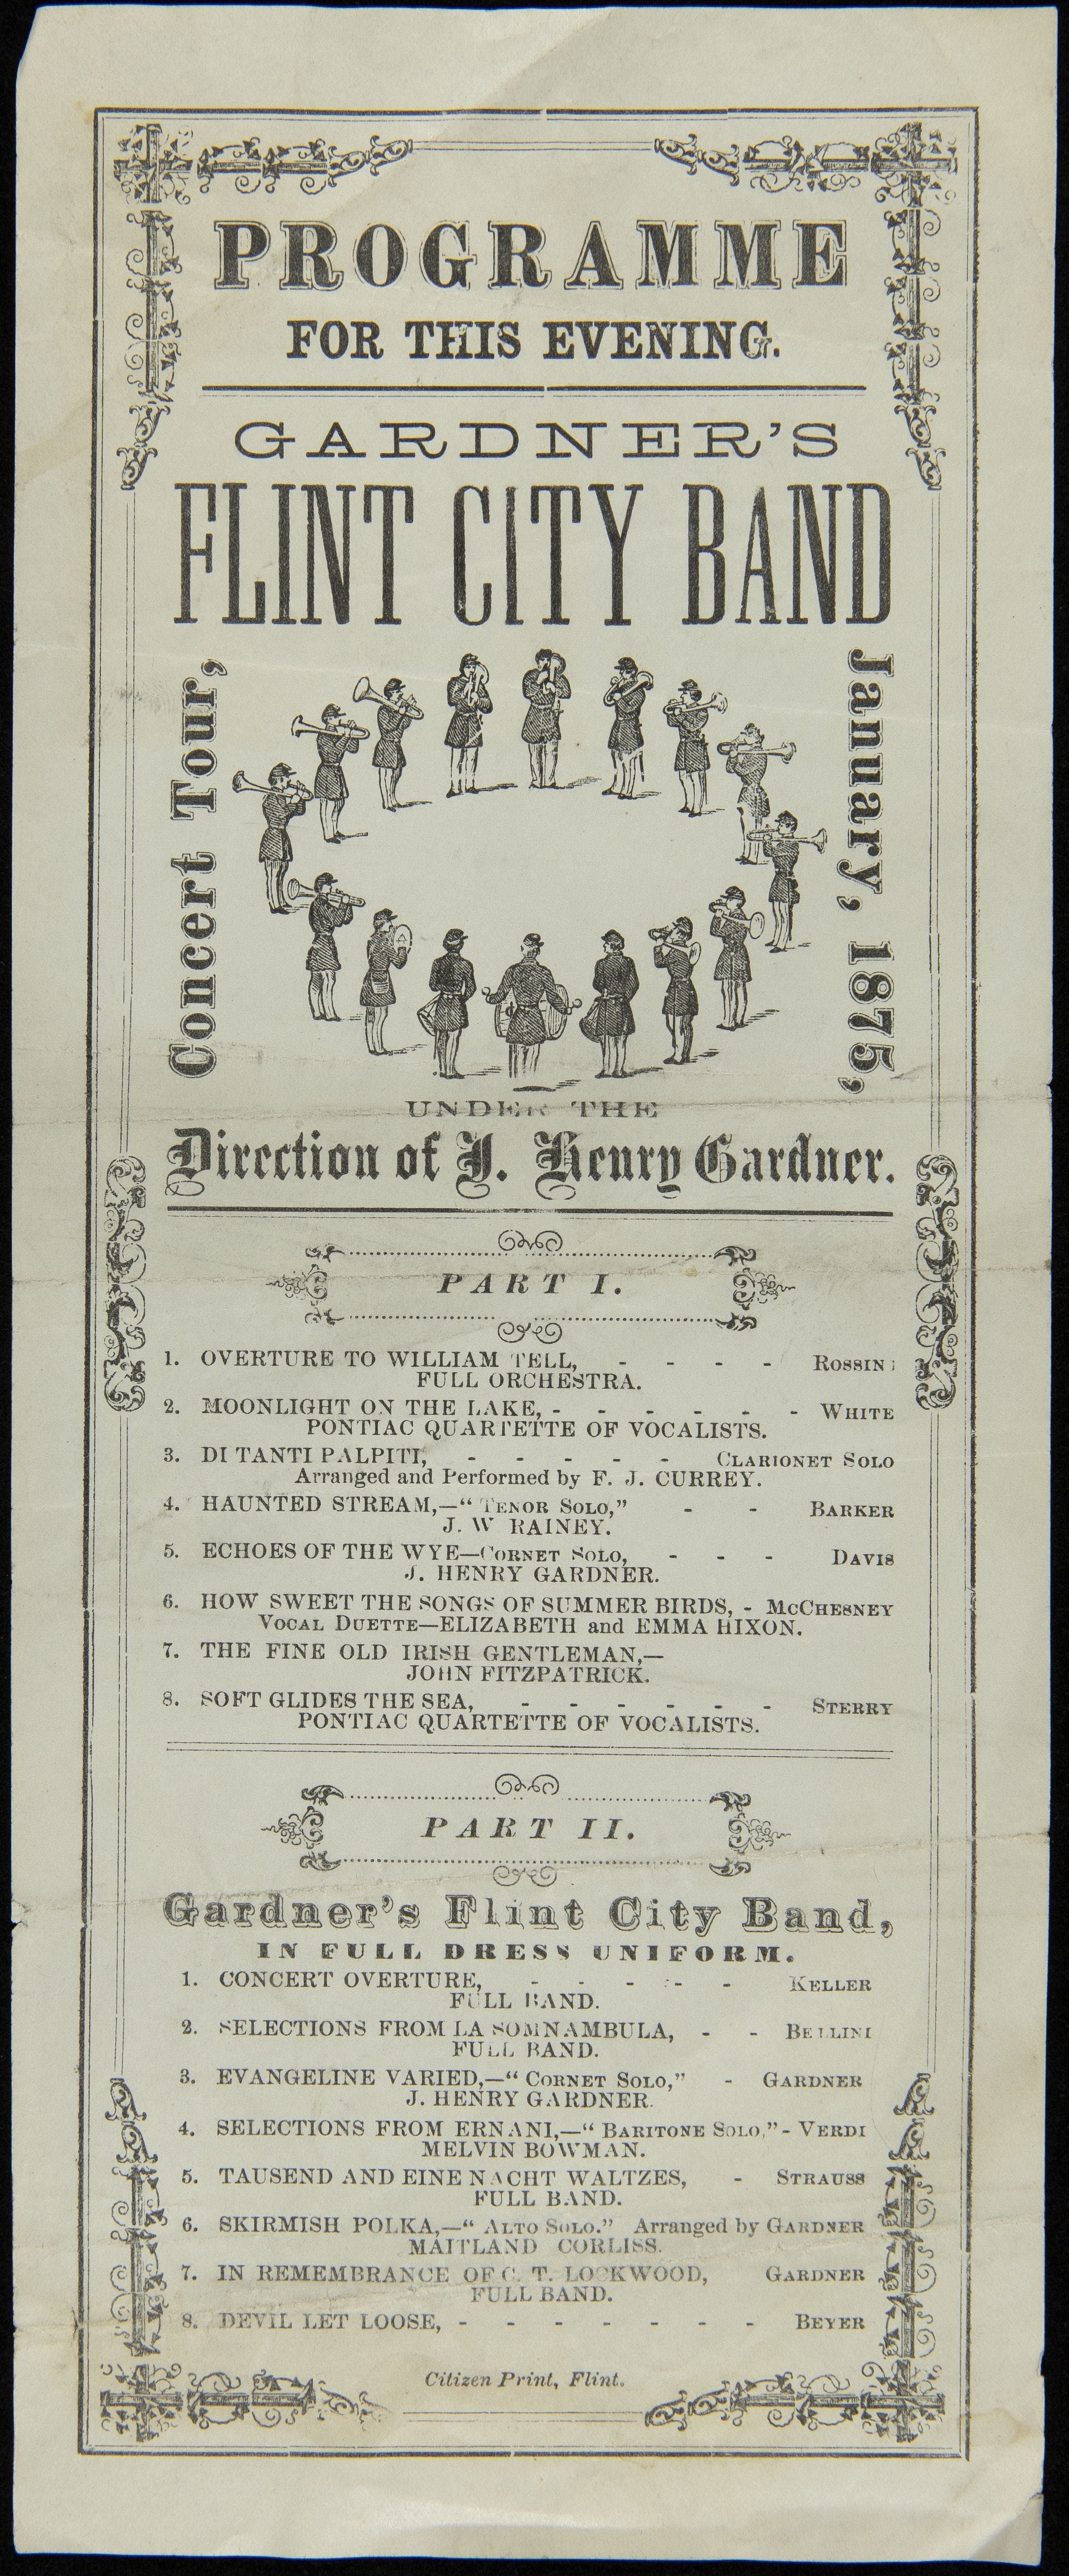 PROGRAMME
FOR THIS EVENING.
GARDNER'S
FLINT CITY BAND
Concert Tour,
January, 1875,
UNDER THE
Direction of J. Henry Gardner.
PART I.
1. OVERTURE TO WILLIAM TELL, - - - - ROSSINI
FULL ORCHESTRA.
2. MOONLIGHT ON THE LAKE, - - - - - - WHITE
PONTIAC QUARTETTE OF VOCALISTS.
3. DI TANTI PALPITI, - - - - - CLARIONET SOLO
Arranged and Performed by F. J. CURREY.
4. HAUNTED STREAM,—“TENOR SOLO,” - - BARKER
J. W RAINEY.
5. ECHOES OF THE WYE—CORNET SOLO, - - - DAVIS
J. HENRY GARDNER.
6. HOW SWEET THE SONGS OF SUMMER BIRDS, - MCCHESNEY
VOCAL DUETTE—ELIZABETH and EMMA HIXON.
7. THE FINE OLD IRISH GENTLEMAN,—
JOHN FITZPATRICK.
8. SOFT GLIDES THE SEA, - - - - - - STERRY
PONTIAC QUARTETTE OF VOCALISTS.
PART II.
Gardner's Flint City Band,
IN FULL DRESS UNIFORM.
1. CONCERT OVERTURE, - - - - - KELLER
FULL BAND.
2. SELECTIONS FROM LA SOMNAMBULA, - - BELLINI
FULL BAND.
3. EVANGELINE VARIED,—“CORNET SOLO,” - GARDNER
J. HENRY GARDNER.
4. SELECTIONS FROM ERNANI,—“BARITONE SOLO,”- VERDI
MELVIN BOWMAN.
5. TAUSEND AND EINE NACHT WALTZES, - STRAUSS
FULL BAND.
6. SKIRMISH POLKA,—“ALTO SOLO.” Arranged by GARDNER
MAITLAND CORLISS.
7. IN REMEMBRANCE OF C. T. LOCKWOOD, GARDNER
FULL BAND.
8. DEVIL LET LOOSE, - - - - - - - BEYER
Citizen Print, Flint.